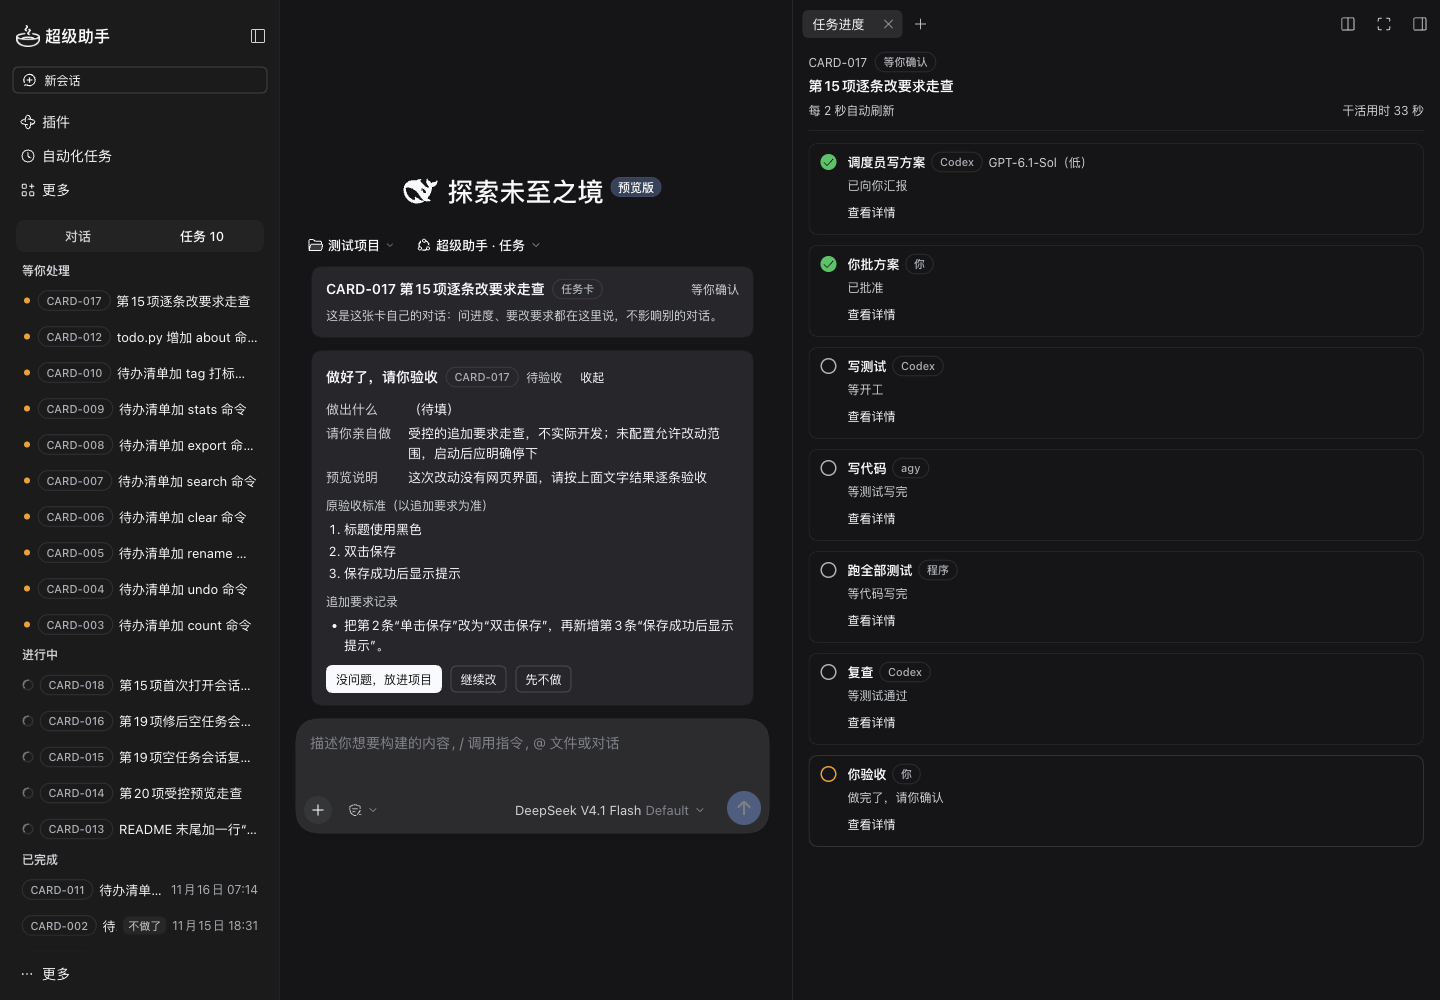 超级助手
新会话
插件
自动化任务
更多
对话
任务 10
等你处理
CARD-017 第15项逐条改要求走查
CARD-012 todo.py 增加 about 命...
CARD-010 待办清单加 tag 打标...
CARD-009 待办清单加 stats 命令
CARD-008 待办清单加 export 命...
CARD-007 待办清单加 search 命令
CARD-006 待办清单加 clear 命令
CARD-005 待办清单加 rename ...
CARD-004 待办清单加 undo 命令
CARD-003 待办清单加 count 命令
进行中
CARD-018 第15项首次打开会话...
CARD-016 第19项修后空任务会...
CARD-015 第19项空任务会话复...
CARD-014 第20项受控预览走查
CARD-013 README 末尾加一行“...
已完成
CARD-011 待办清单... 11月16日 07:14
CARD-002 待 不做了 11月15日 18:31
更多
探索未至之境 预览版
测试项目
超级助手 · 任务
CARD-017 第15项逐条改要求走查 任务卡 等你确认
这是这张卡自己的对话：问进度、要改要求都在这里说，不影响别的对话。
做好了，请你验收 CARD-017 待验收 收起
做出什么 （待填）
请你亲自做 受控的追加要求走查，不实际开发；未配置允许改动范
围，启动后应明确停下
预览说明 这次改动没有网页界面，请按上面文字结果逐条验收
原验收标准（以追加要求为准）
1. 标题使用黑色
2. 双击保存
3. 保存成功后显示提示
追加要求记录
• 把第2条“单击保存”改为“双击保存”，再新增第3条“保存成功后显示
提示”。
没问题，放进项目
继续改
先不做
描述你想要构建的内容, / 调用指令, @ 文件或对话
DeepSeek V4.1 Flash Default
任务进度
CARD-017 等你确认
第15项逐条改要求走查
每 2 秒自动刷新 干活用时 33 秒
调度员写方案 Codex GPT-6.1-Sol（低）
已向你汇报
查看详情
你批方案 你
已批准
查看详情
写测试 Codex
等开工
查看详情
写代码 agy
等测试写完
查看详情
跑全部测试 程序
等代码写完
查看详情
复查 Codex
等测试通过
查看详情
你验收 你
做完了，请你确认
查看详情